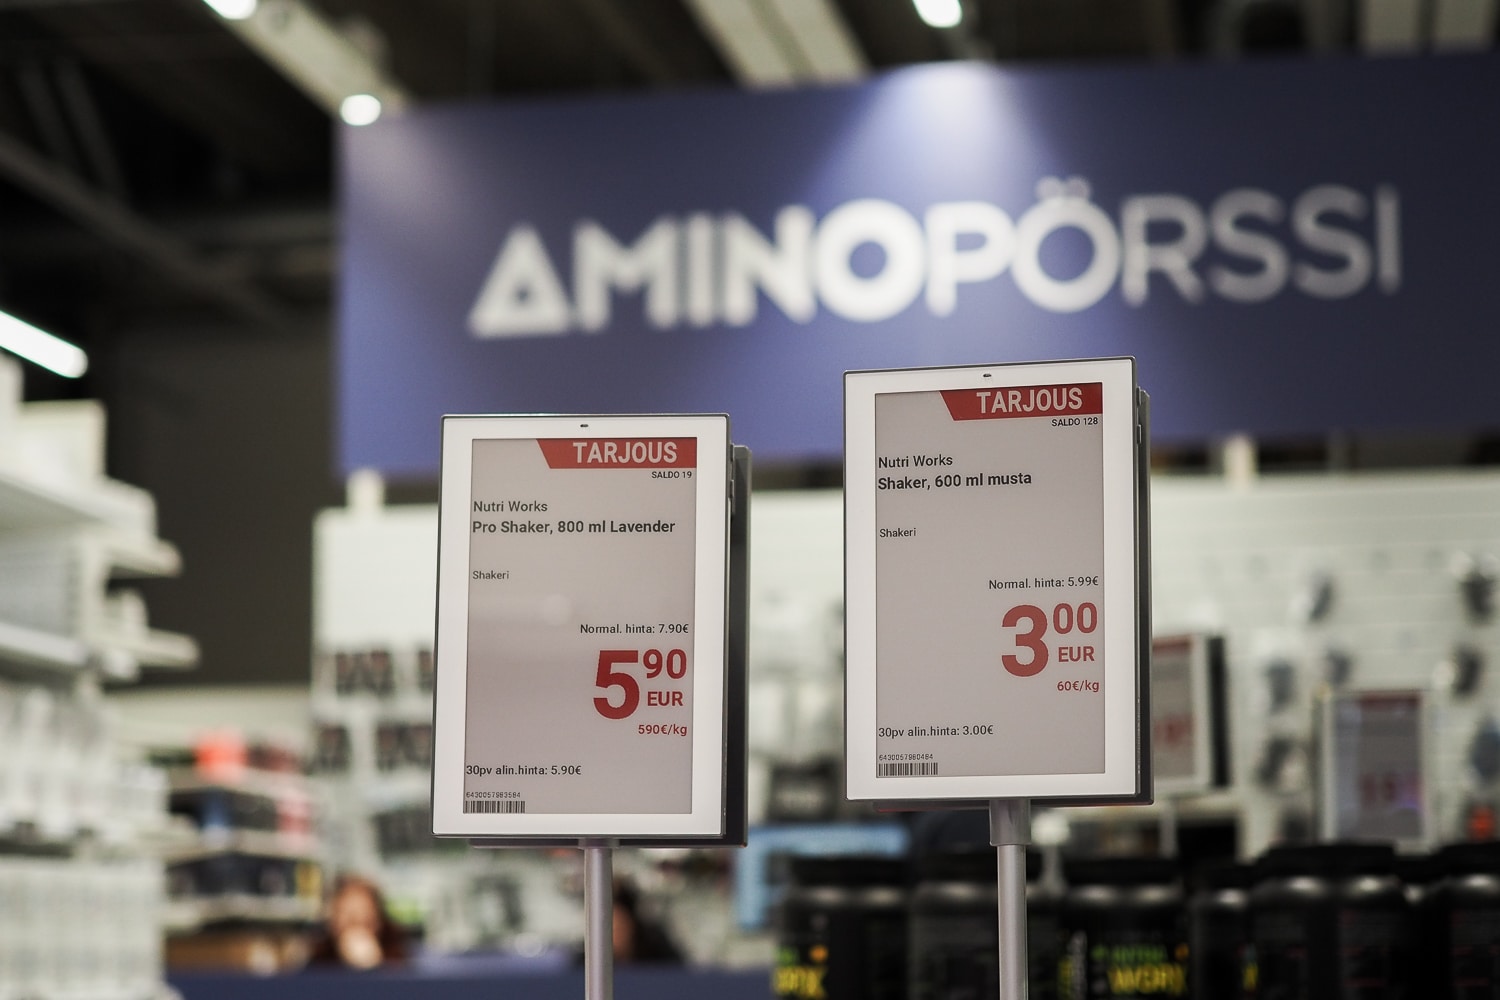 AMINOPÖRSSI
TARJOUS
SALDO 19
Nutri Works
Pro Shaker, 800 ml Lavender
Shakeri
Normal. hinta: 7.90€
5 90
EUR
590€/kg
30pv alin.hinta: 5.90€
6430057983584
TARJOUS
SALDO 128
Nutri Works
Shaker, 600 ml musta
Shakeri
Normal. hinta: 5.99€
3 00
EUR
60€/kg
30pv alin.hinta: 3.00€
6430057980484